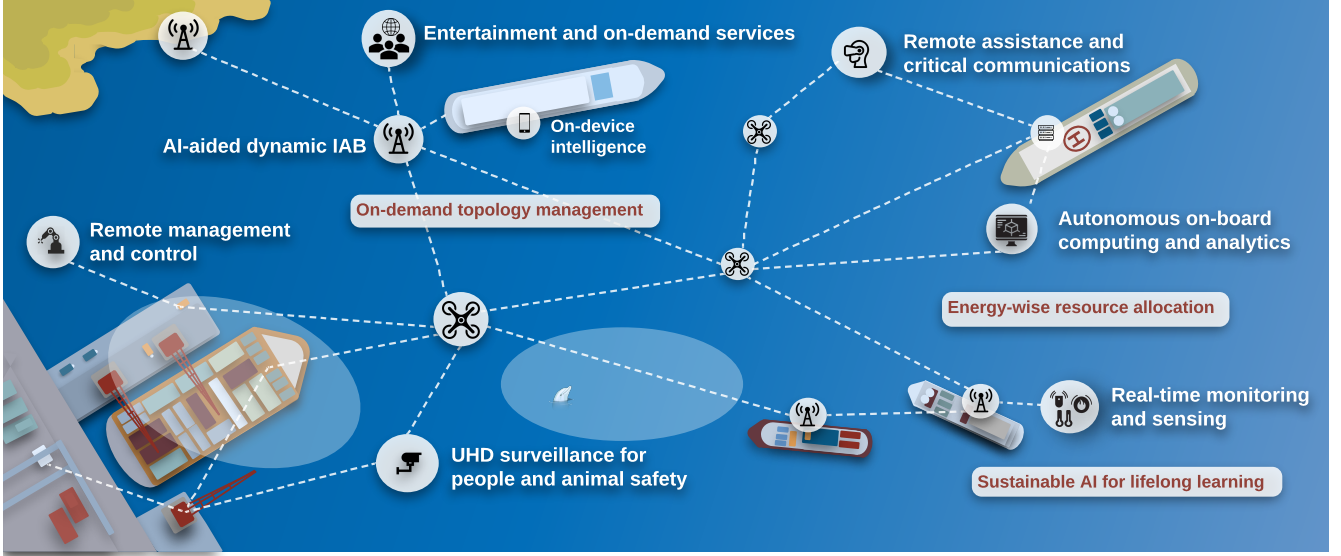 Entertainment and on-demand services
Remote assistance and
critical communications
AI-aided dynamic IAB
On-device
intelligence
On-demand topology management
Remote management
and control
Autonomous on-board
computing and analytics
Energy-wise resource allocation
Real-time monitoring
and sensing
UHD surveillance for
people and animal safety
Sustainable AI for lifelong learning
H